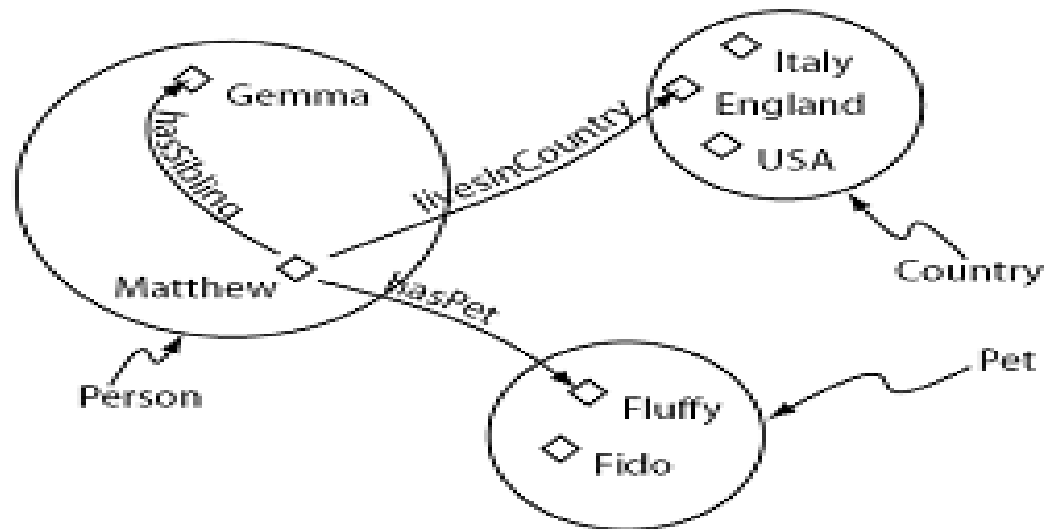 Gemma
Italy
England
USA
hasSibling
livesInCountry
Matthew
hasPet
Country
Person
Pet
Fluffy
Fido